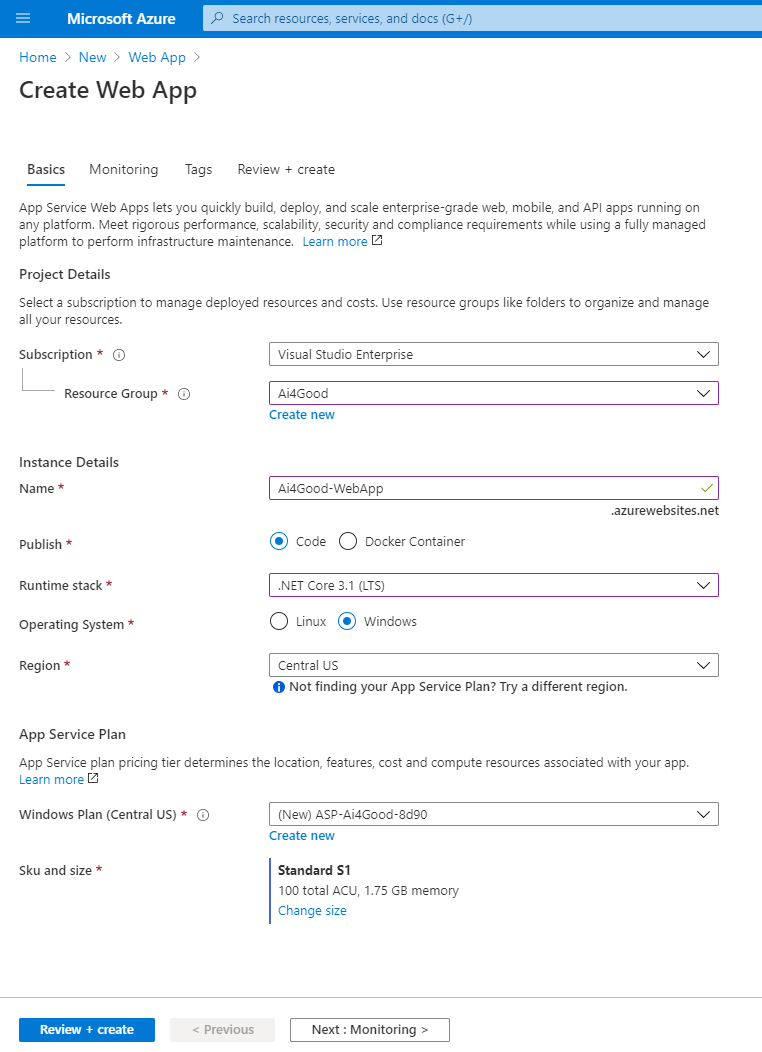 Microsoft Azure
Search resources, services, and docs (G+/)
Home > New > Web App >
Create Web App
Basics Monitoring Tags Review + create
App Service Web Apps lets you quickly build, deploy, and scale enterprise-grade web, mobile, and API apps running on
any platform. Meet rigorous performance, scalability, security and compliance requirements while using a fully managed
platform to perform infrastructure maintenance. Learn more
Project Details
Select a subscription to manage deployed resources and costs. Use resource groups like folders to organize and manage
all your resources.
Subscription * Visual Studio Enterprise
Resource Group * Ai4Good
Create new
Instance Details
Name * Ai4Good-WebApp
.azurewebsites.net
Publish * Code Docker Container
Runtime stack * .NET Core 3.1 (LTS)
Operating System * Linux Windows
Region * Central US
Not finding your App Service Plan? Try a different region.
App Service Plan
App Service plan pricing tier determines the location, features, cost and compute resources associated with your app.
Learn more
Windows Plan (Central US) * (New) ASP-Ai4Good-8d90
Create new
Sku and size * Standard S1
100 total ACU, 1.75 GB memory
Change size
Review + create < Previous Next : Monitoring >